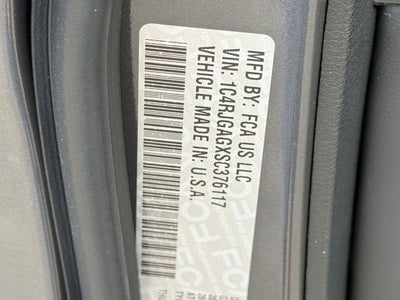 MFD BY: FCA US LLC
VIN: 1C4RJGAGXSC376117
VEHICLE MADE IN U.S.A.